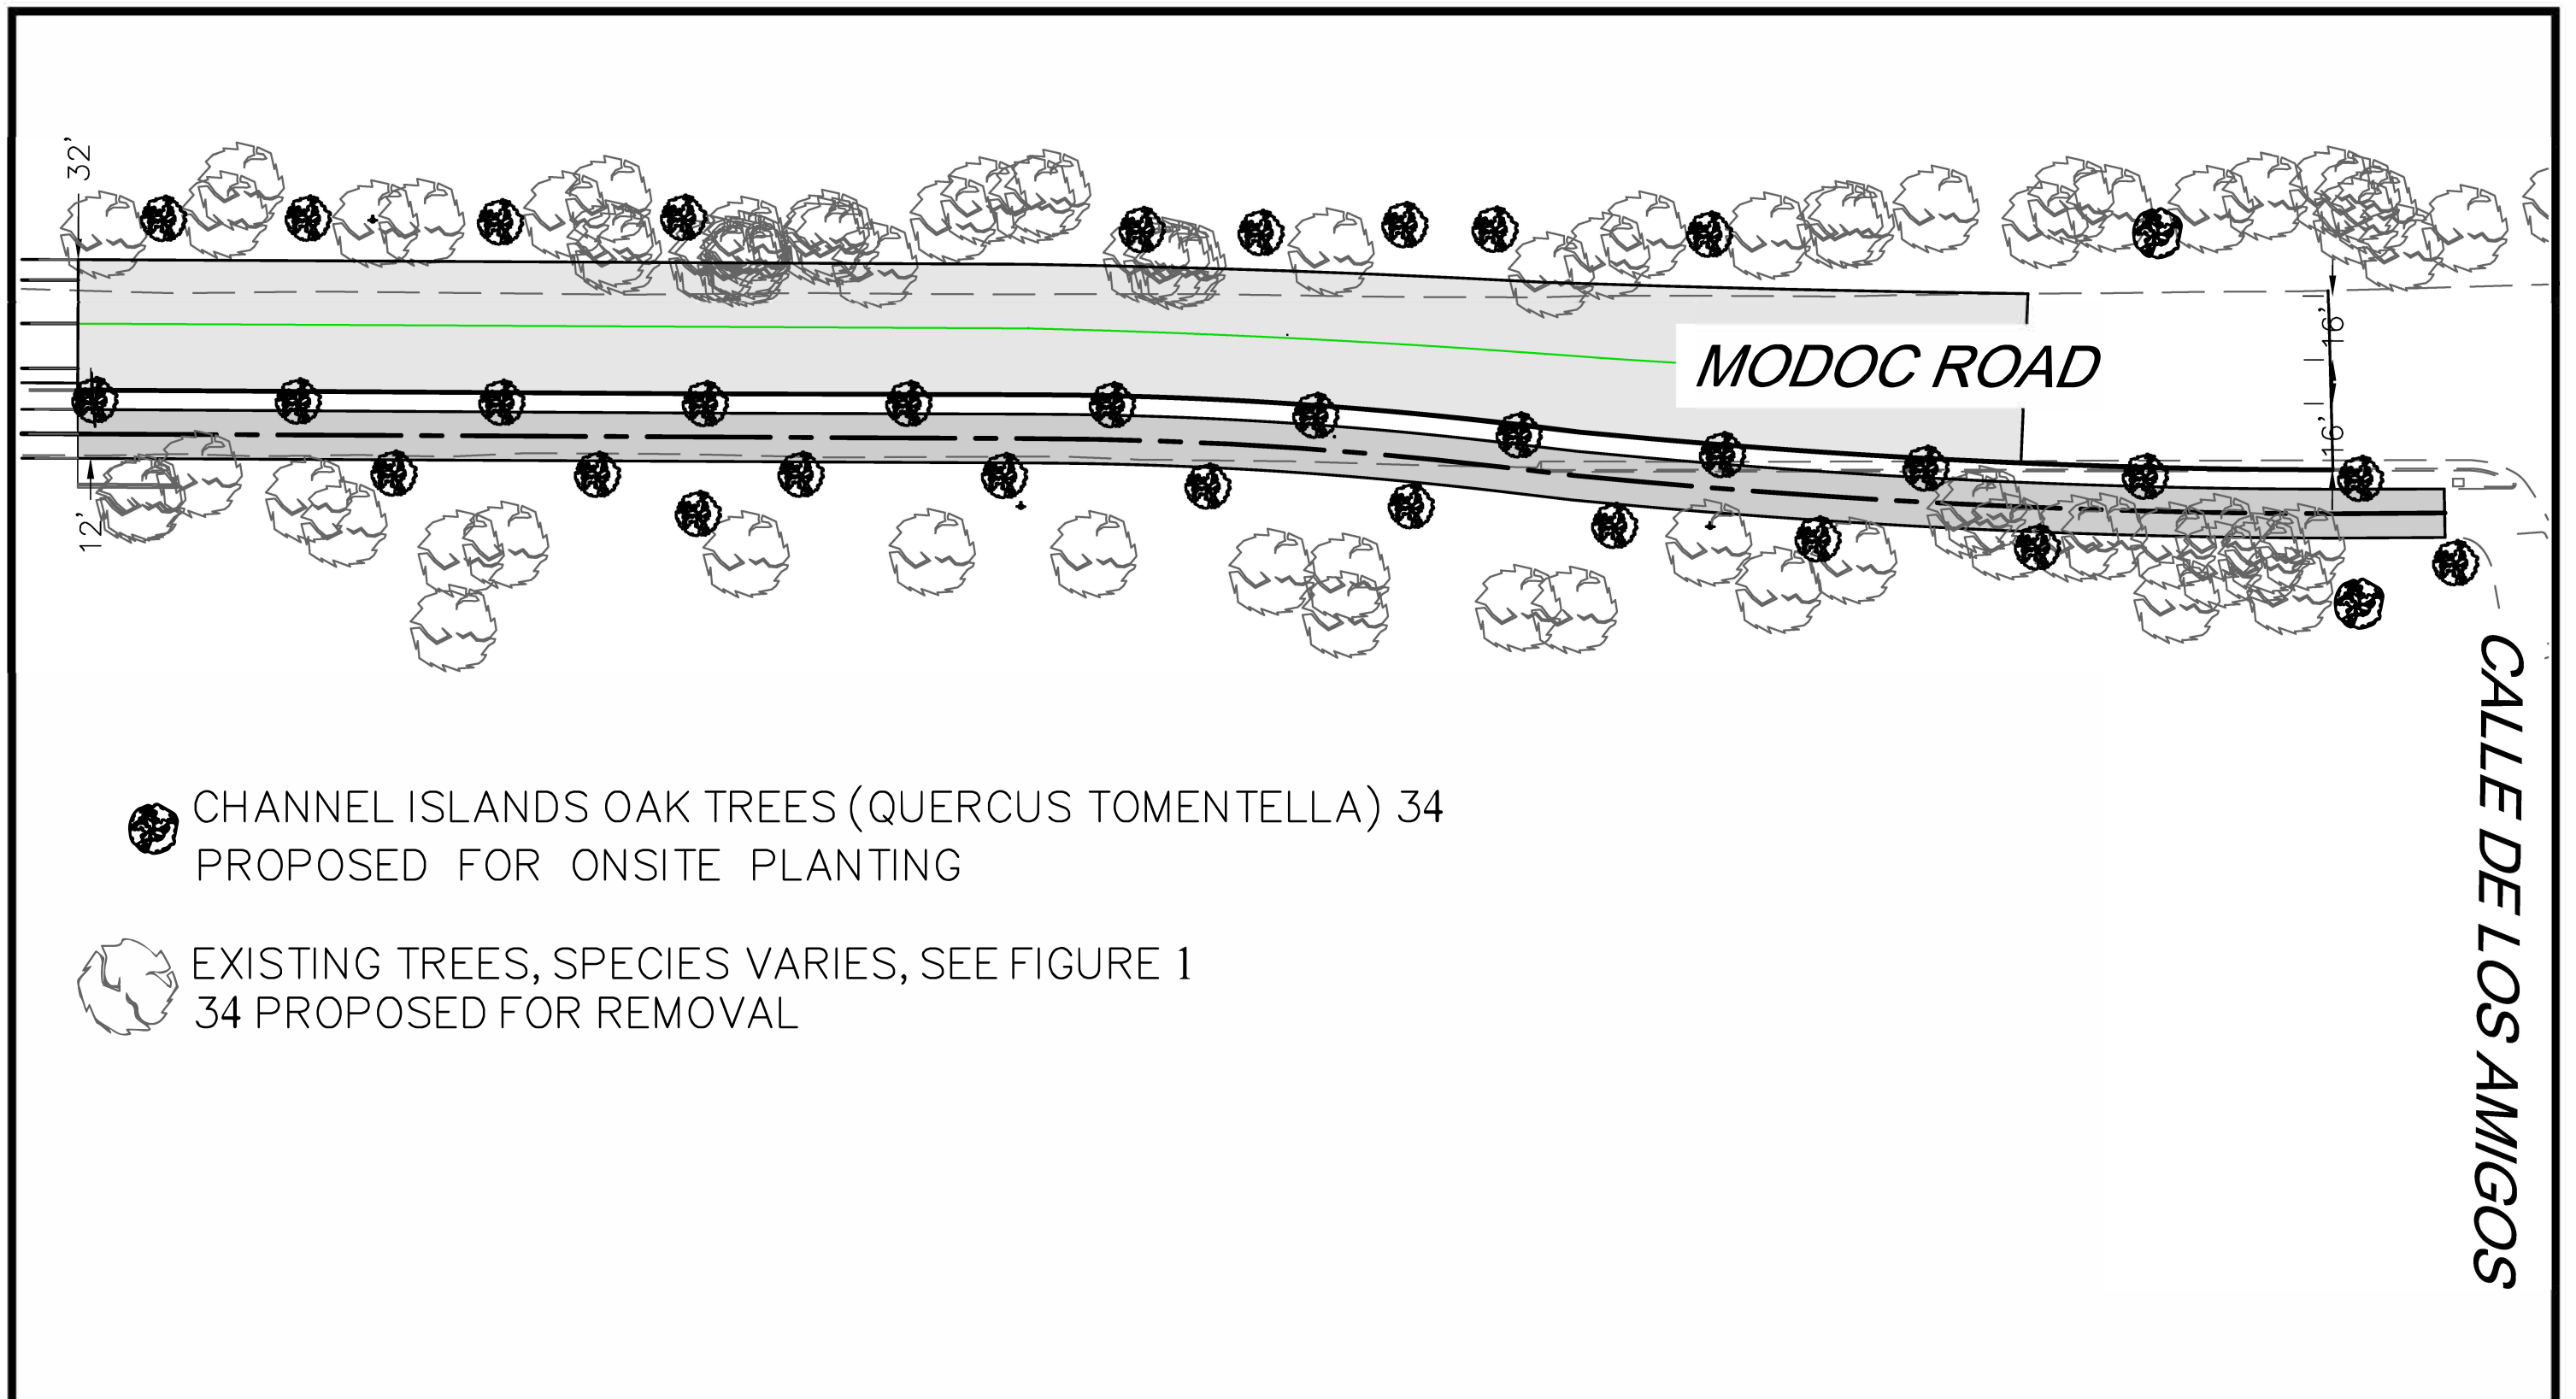 32'
16'
MODOC ROAD
16'
12'
CHANNEL ISLANDS OAK TREES (QUERCUS TOMENTELLA) 34
PROPOSED FOR ONSITE PLANTING
EXISTING TREES, SPECIES VARIES, SEE FIGURE 1
34 PROPOSED FOR REMOVAL
CALLE DE LOS AMIGOS